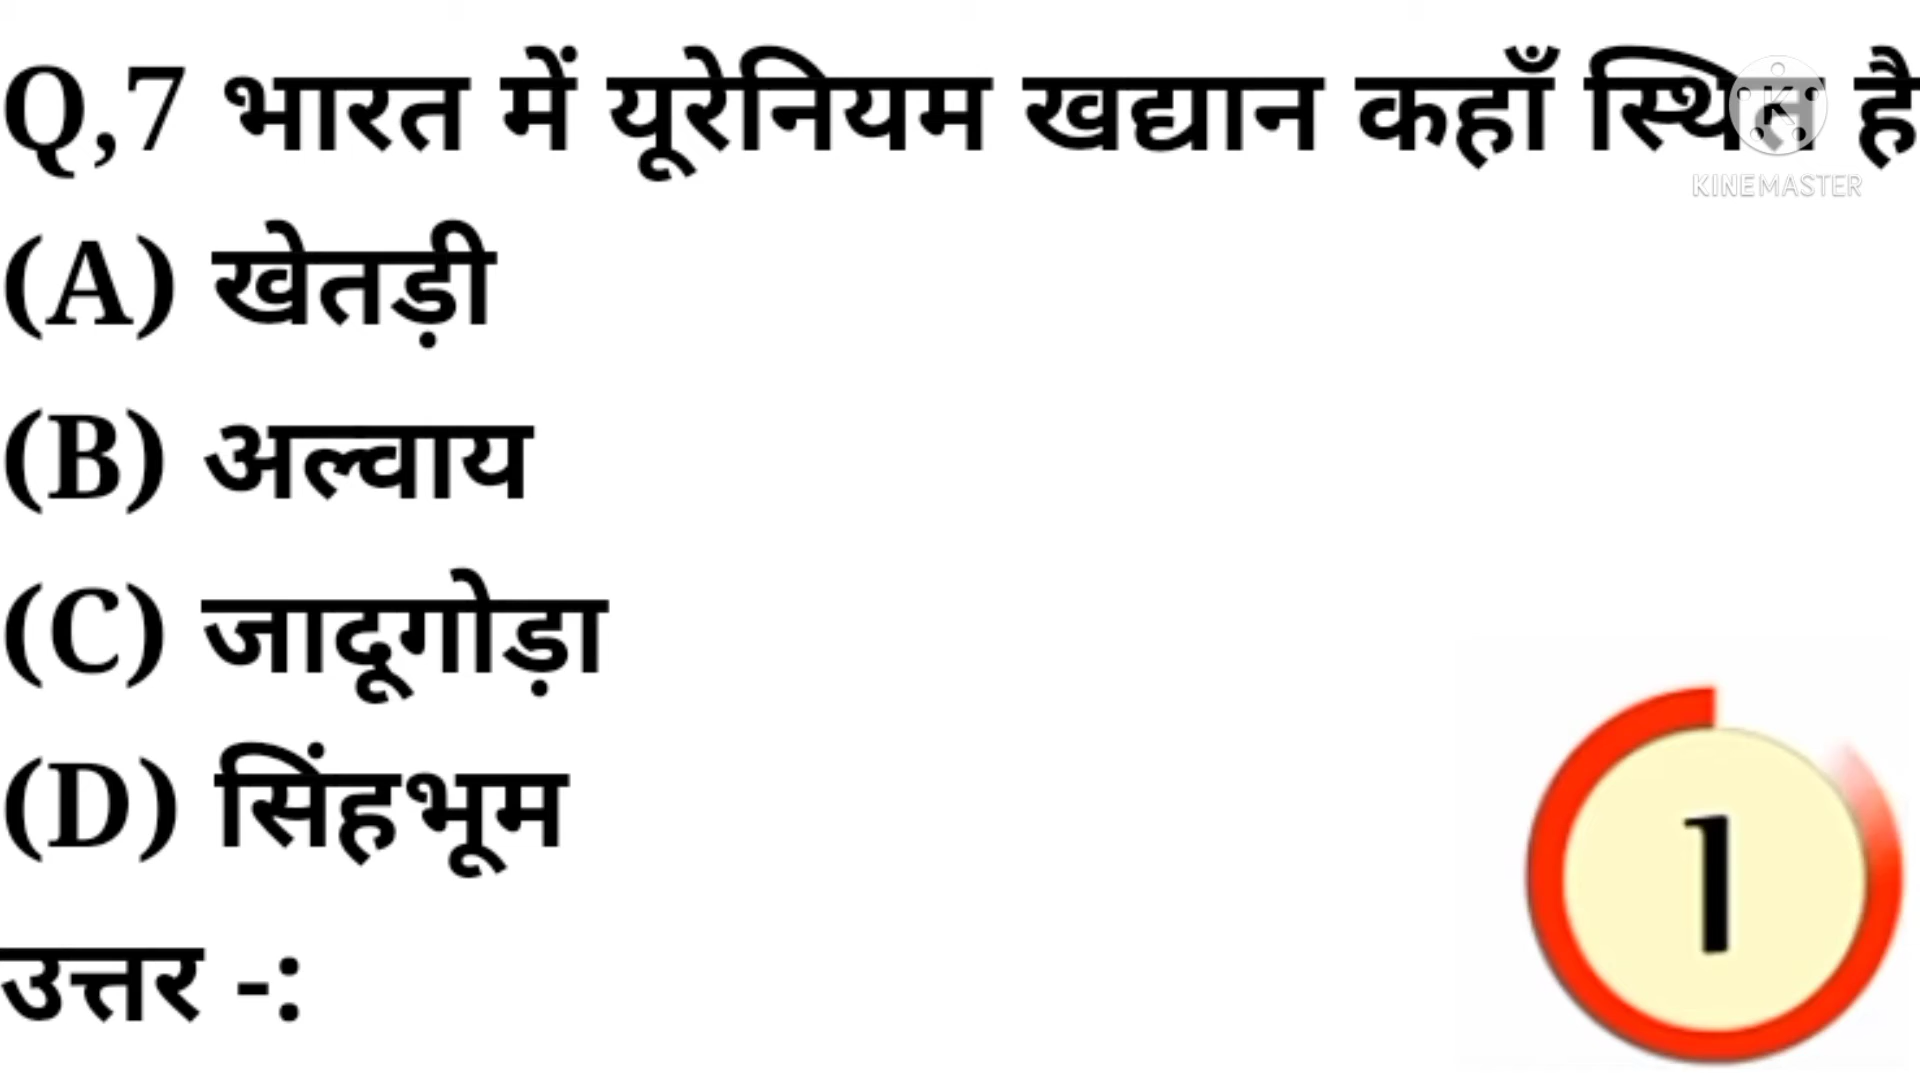 Q,7 भारत में यूरेनियम खद्यान कहाँ स्थित है
KINEMASTER
(A) खेतड़ी
(B) अल्वाय
(C) जादूगोड़ा
(D) सिंहभूम
उत्तर -:
1